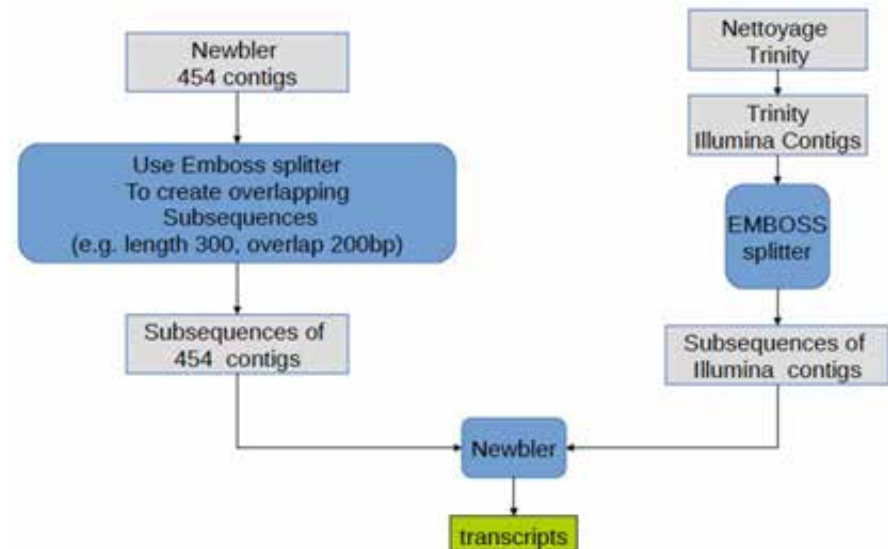 Newbler
454 contigs
Use Emboss splitter
To create overlapping
Subsequences
(e.g. length 300, overlap 200bp)
Subsequences of
454 contigs
Nettoyage
Trinity
Trinity
Illumina Contigs
EMBOSS
splitter
Subsequences of
Illumina contigs
Newbler
transcripts